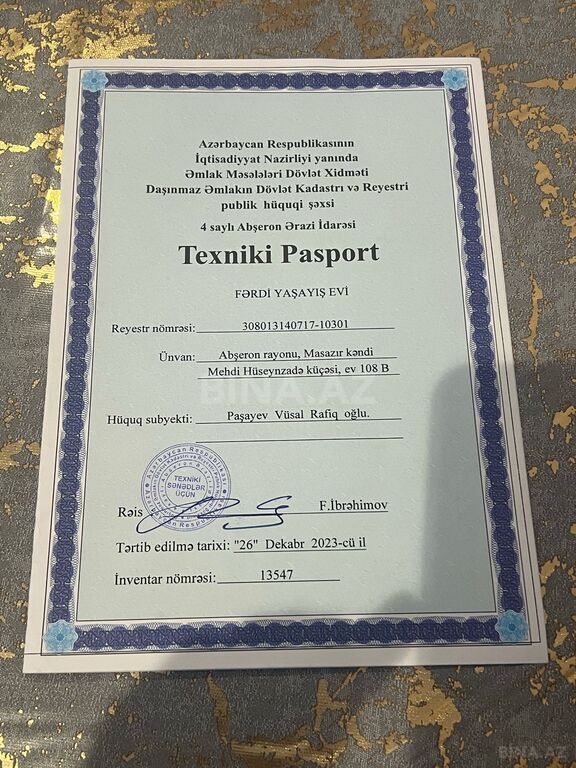 Azərbaycan Respublikasının
İqtisadiyyat Nazirliyi yanında
Əmlak Məsələləri Dövlət Xidməti
Daşınmaz Əmlakın Dövlət Kadastrı və Reyestri
publik hüquqi şəxsi
4 saylı Abşeron Ərazi İdarəsi
Texniki Pasport
FƏRDİ YAŞAYIŞ EVİ
Reyestr nömrəsi: 308013140717-10301
Ünvan: Abşeron rayonu, Masazır kəndi
Mehdi Hüseynzadə küçəsi, ev 108 B
BINA.AZ
Hüquq subyekti: Paşayev Vüsal Rafiq oğlu.
Azərbaycan Respublikası
TEXNİKİ
SƏNƏDLƏR
ÜÇÜN
Rəis F.İbrəhimov
Tərtib edilmə tarixi: "26" Dekabr 2023-cü il
İnventar nömrəsi: 13547
BINA.AZ